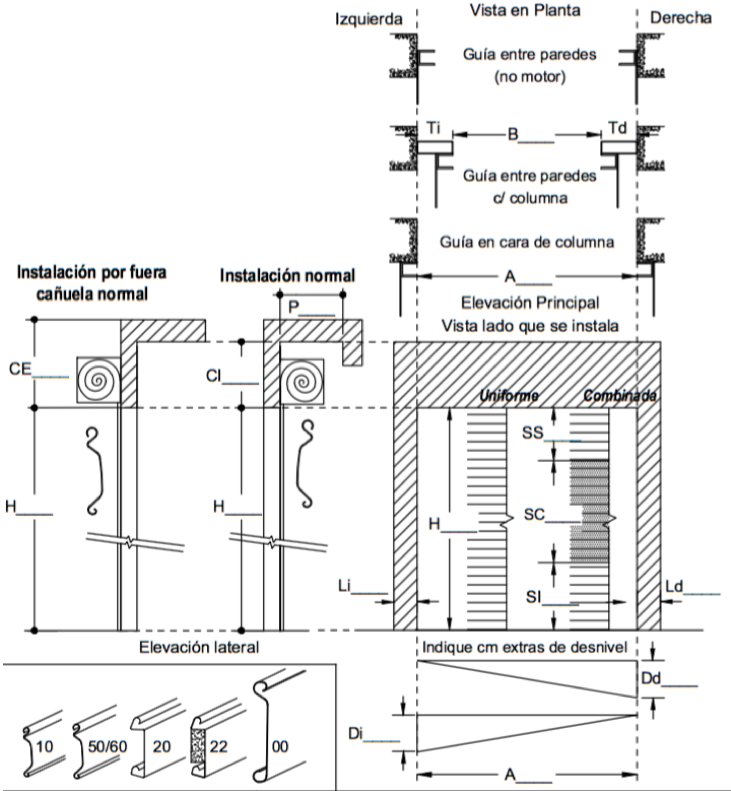 Izquierda
Vista en Planta
Derecha
Guía entre paredes
(no motor)
Ti
B____
Td
Guía entre paredes
c/ columna
Guía en cara de columna
A____
Instalación por fuera
cañuela normal
Instalación normal
P____
Elevación Principal
Vista lado que se instala
CE____
CI____
Uniforme
Combinada
SS____
H____
H____
H____
SC____
SI____
Li____
Ld____
Elevación lateral
Indique cm extras de desnivel
Dd____
Di____
A____
10
50/60
20
22
00